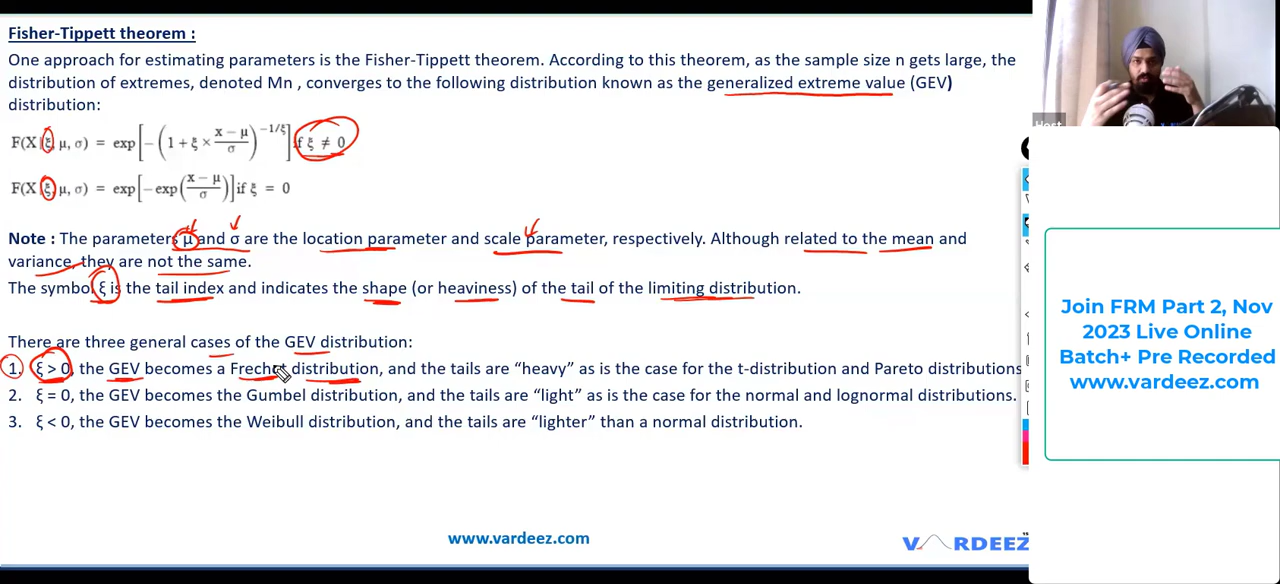 Fisher-Tippett theorem :
One approach for estimating parameters is the Fisher-Tippett theorem. According to this theorem, as the sample size n gets large, the
distribution of extremes, denoted Mn , converges to the following distribution known as the generalized extreme value (GEV)
distribution:
F(X|ξ, μ, σ) = exp[-(1 + ξ × (x − μ)/σ)^−1/ξ] if ξ ≠ 0
F(X|ξ, μ, σ) = exp[-exp((x − μ)/σ)] if ξ = 0
Note : The parameters μ and σ are the location parameter and scale parameter, respectively. Although related to the mean and
variance, they are not the same.
The symbol ξ is the tail index and indicates the shape (or heaviness) of the tail of the limiting distribution.
There are three general cases of the GEV distribution:
1. ξ > 0, the GEV becomes a Frechet distribution, and the tails are “heavy” as is the case for the t-distribution and Pareto distributions
2. ξ = 0, the GEV becomes the Gumbel distribution, and the tails are “light” as is the case for the normal and lognormal distributions.
3. ξ < 0, the GEV becomes the Weibull distribution, and the tails are “lighter” than a normal distribution.
www.vardeez.com
VARDEEZ
Host
Join FRM Part 2, Nov
2023 Live Online
Batch+ Pre Recorded
www.vardeez.com